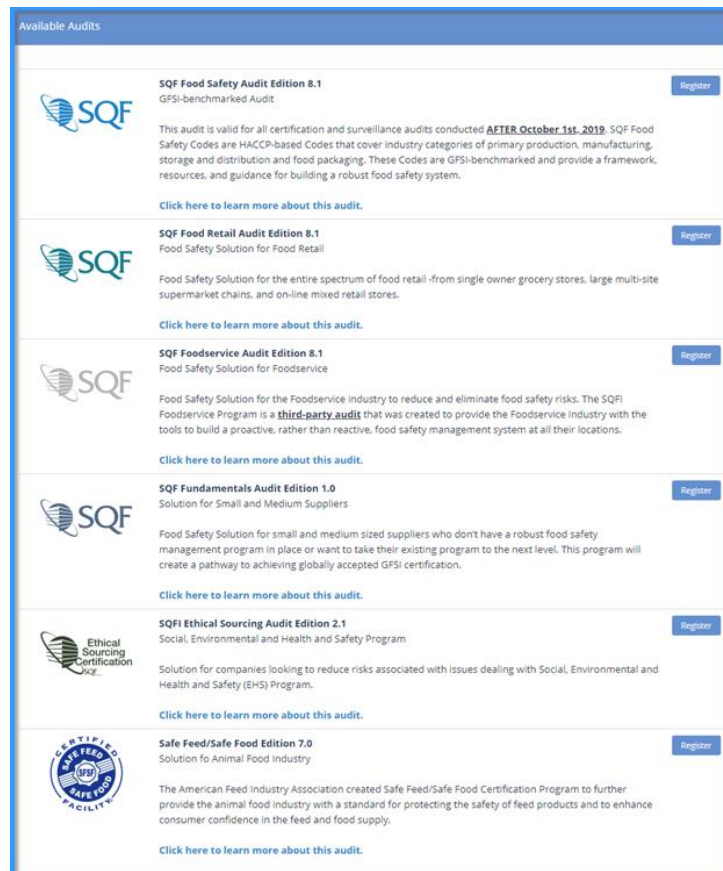 Available Audits
SQF
SQF Food Safety Audit Edition 8.1
Register
GFSI-benchmarked Audit
This audit is valid for all certification and surveillance audits conducted AFTER October 1st, 2019. SQF Food
Safety Codes are HACCP-based Codes that cover industry categories of primary production, manufacturing,
storage and distribution and food packaging. These Codes are GFSI-benchmarked and provide a framework,
resources, and guidance for building a robust food safety system.
Click here to learn more about this audit.
SQF
SQF Food Retail Audit Edition 8.1
Register
Food Safety Solution for Food Retail
Food Safety Solution for the entire spectrum of food retail -from single owner grocery stores, large multi-site
supermarket chains, and on-line mixed retail stores.
Click here to learn more about this audit.
SQF
SQF Foodservice Audit Edition 8.1
Register
Food Safety Solution for Foodservice
Food Safety Solution for the Foodservice industry to reduce and eliminate food safety risks. The SQFI
Foodservice Program is a third-party audit that was created to provide the Foodservice Industry with the
tools to build a proactive, rather than reactive, food safety management system at all their locations.
Click here to learn more about this audit.
SQF
SQF Fundamentals Audit Edition 1.0
Register
Solution for Small and Medium Suppliers
Food Safety Solution for small and medium sized suppliers who don't have a robust food safety
management program in place or want to take their existing program to the next level. This program will
create a pathway to achieving globally accepted GFSI certification.
Click here to learn more about this audit.
Ethical
Sourcing
Certification
SQF
SQFI Ethical Sourcing Audit Edition 2.1
Register
Social, Environmental and Health and Safety Program
Solution for companies looking to reduce risks associated with issues dealing with Social, Environmental and
Health and Safety (EHS) Program.
Click here to learn more about this audit.
CERTIFIED
SAFE FEED
SFSF
SAFE FOOD
FACILITY
Safe Feed/Safe Food Edition 7.0
Register
Solution fo Animal Food Industry
The American Feed Industry Association created Safe Feed/Safe Food Certification Program to further
provide the animal food industry with a standard for protecting the safety of feed products and to enhance
consumer confidence in the feed and food supply.
Click here to learn more about this audit.